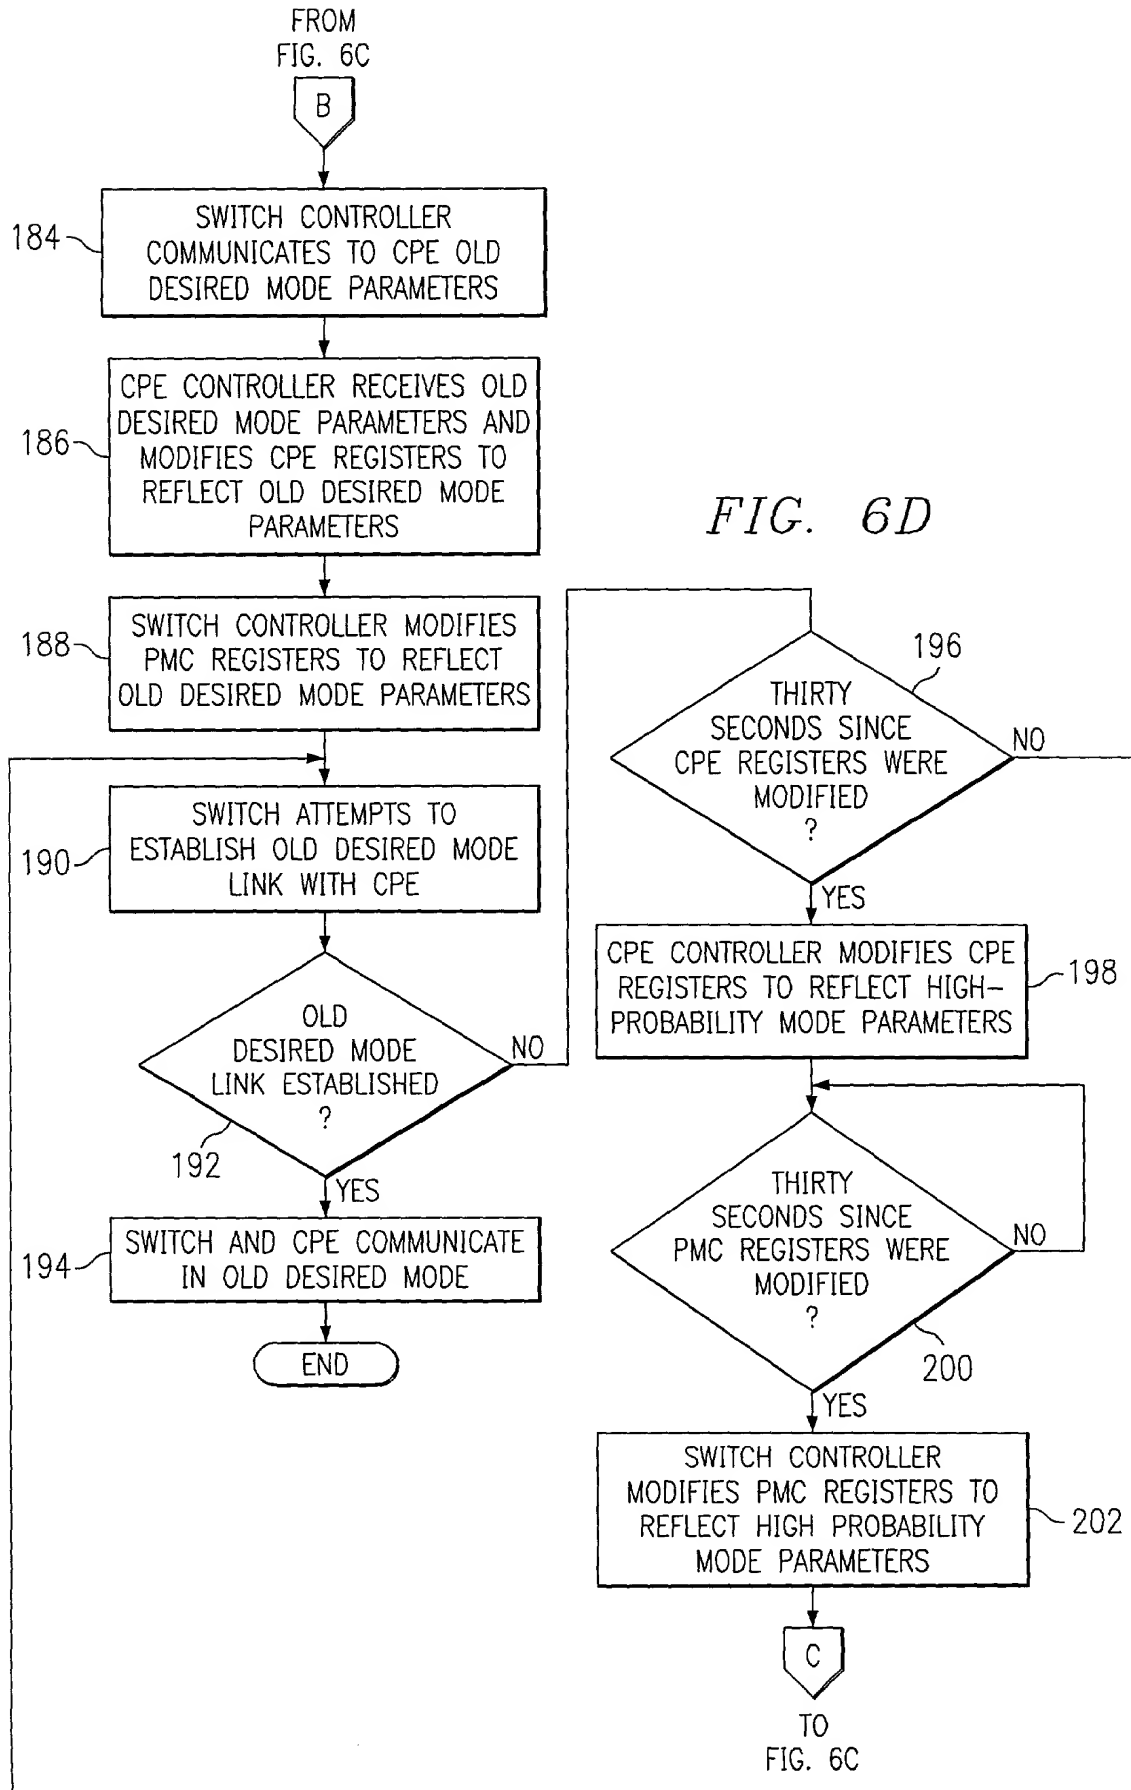 FROM
FIG. 6C
B
184
SWITCH CONTROLLER
COMMUNICATES TO CPE OLD
DESIRED MODE PARAMETERS
186
CPE CONTROLLER RECEIVES OLD
DESIRED MODE PARAMETERS AND
MODIFIES CPE REGISTERS TO
REFLECT OLD DESIRED MODE
PARAMETERS
188
SWITCH CONTROLLER MODIFIES
PMC REGISTERS TO REFLECT
OLD DESIRED MODE PARAMETERS
190
SWITCH ATTEMPTS TO
ESTABLISH OLD DESIRED MODE
LINK WITH CPE
OLD
DESIRED MODE
LINK ESTABLISHED
?
NO
192
YES
194
SWITCH AND CPE COMMUNICATE
IN OLD DESIRED MODE
END
FIG. 6D
196
THIRTY
SECONDS SINCE
CPE REGISTERS WERE
MODIFIED
?
NO
YES
CPE CONTROLLER MODIFIES CPE
REGISTERS TO REFLECT HIGH-
PROBABILITY MODE PARAMETERS
198
THIRTY
SECONDS SINCE
PMC REGISTERS WERE
MODIFIED
?
NO
200
YES
SWITCH CONTROLLER
MODIFIES PMC REGISTERS TO
REFLECT HIGH PROBABILITY
MODE PARAMETERS
202
C
TO
FIG. 6C